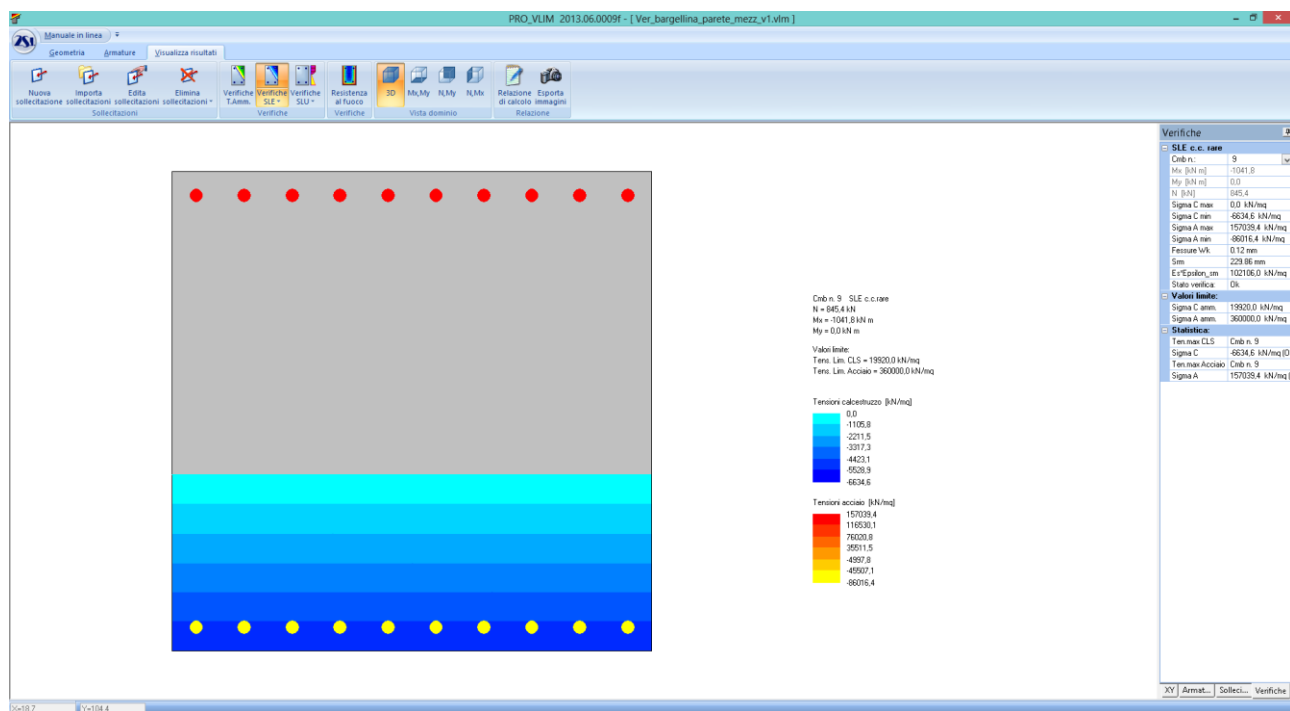 PRO_VLIM 2013.06.0009f - [ Ver_bargellina_parete_mezz_v1.vlm ]
2SI
Manuale in linea
Geometria Armature Visualizza risultati
Nuova sollecitazione
Importa sollecitazioni
Edita sollecitazioni
Elimina sollecitazioni
Sollecitazioni
Verifiche T.Amm.
Verifiche SLE
Verifiche SLU
Verifiche
Resistenza al fuoco
Verifiche
3D
Mx,My
N,My
N,Mx
Vista dominio
Relazione di calcolo
Esporta immagini
Relazione
Cmb n. 9 SLE c.c.rare
N = 845,4 kN
Mx = -1041,8 kN m
My = 0,0 kN m
Valori limite:
Tens. Lim. CLS = 19920,0 kN/mq
Tens. Lim. Acciaio = 360000,0 kN/mq
Tensioni calcestruzzo [kN/mq]
0,0
-1105,8
-2211,5
-3317,3
-4423,1
-5528,9
-6634,6
Tensioni acciaio [kN/mq]
157039,4
116530,1
76020,8
35511,5
-4997,8
-45507,1
-86016,4
Verifiche
SLE c.c. rare
Cmb n.: 9
Mx [kN m] -1041,8
My [kN m] 0,0
N [kN] 845,4
Sigma C max 0,0 kN/mq
Sigma C min -6634,6 kN/mq
Sigma A max 157039,4 kN/mq
Sigma A min -86016,4 kN/mq
Fessure Wk 0.12 mm
Srm 229.86 mm
Es*Epsilon_sm 102106,0 kN/mq
Stato verifica: Ok
Valori limite:
Sigma C amm. 19920,0 kN/mq
Sigma A amm. 360000,0 kN/mq
Statistica:
Ten.max CLS Cmb n. 9
Sigma C -6634,6 kN/mq (O
Ten.max Acciaio Cmb n. 9
Sigma A 157039,4 kN/mq (
XY Armat... Solleci... Verifiche
X=18.7 Y=104.4